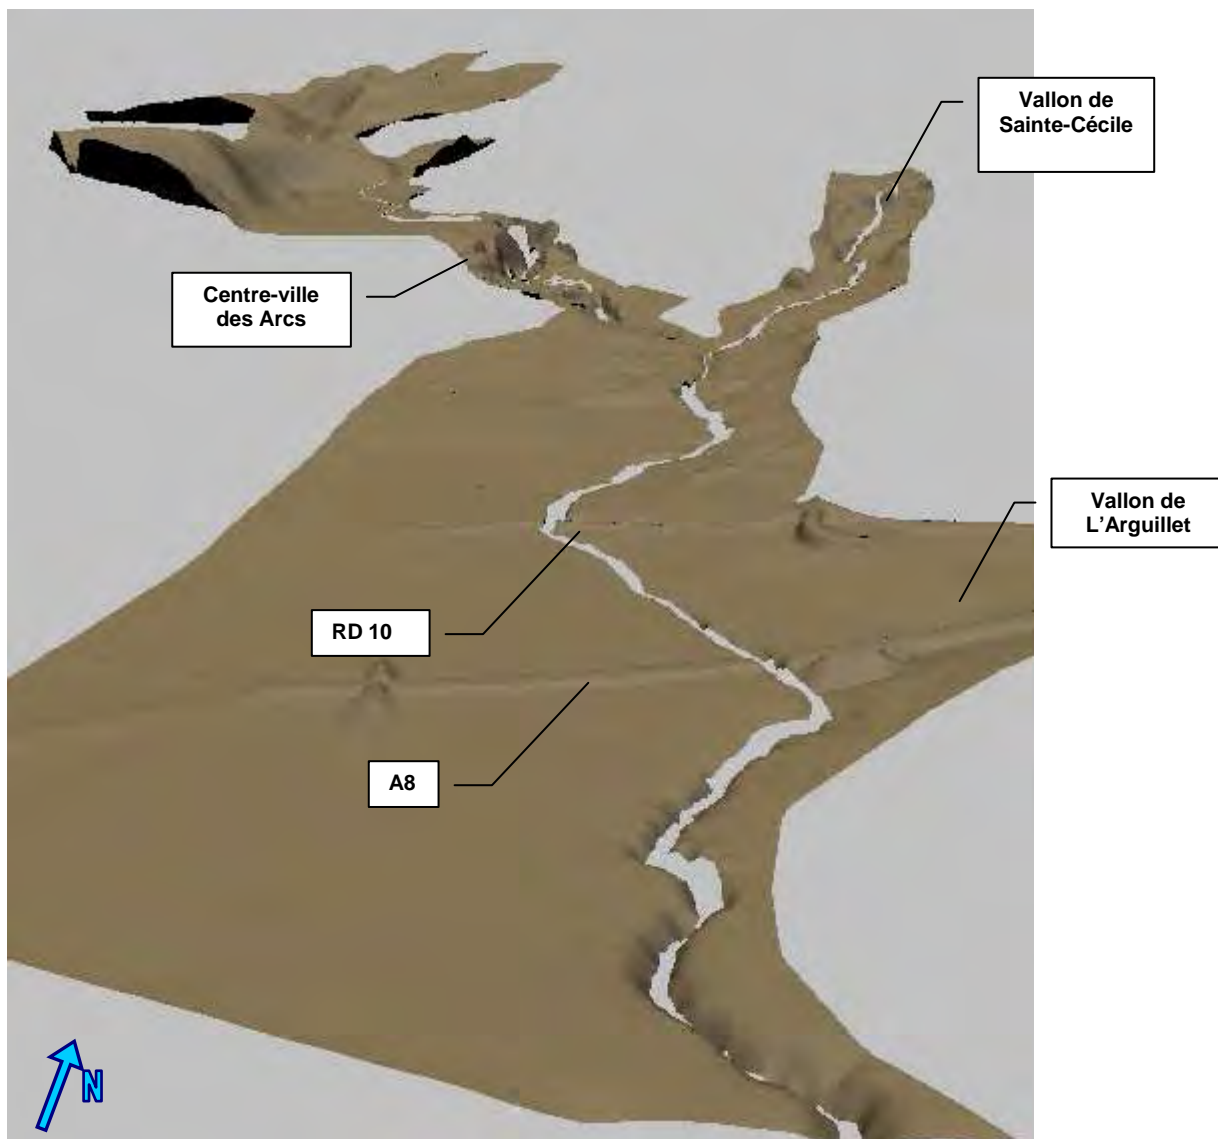 Vallon de
Sainte-Cécile
Centre-ville
des Arcs
Vallon de
L'Arguillet
RD 10
A8
N